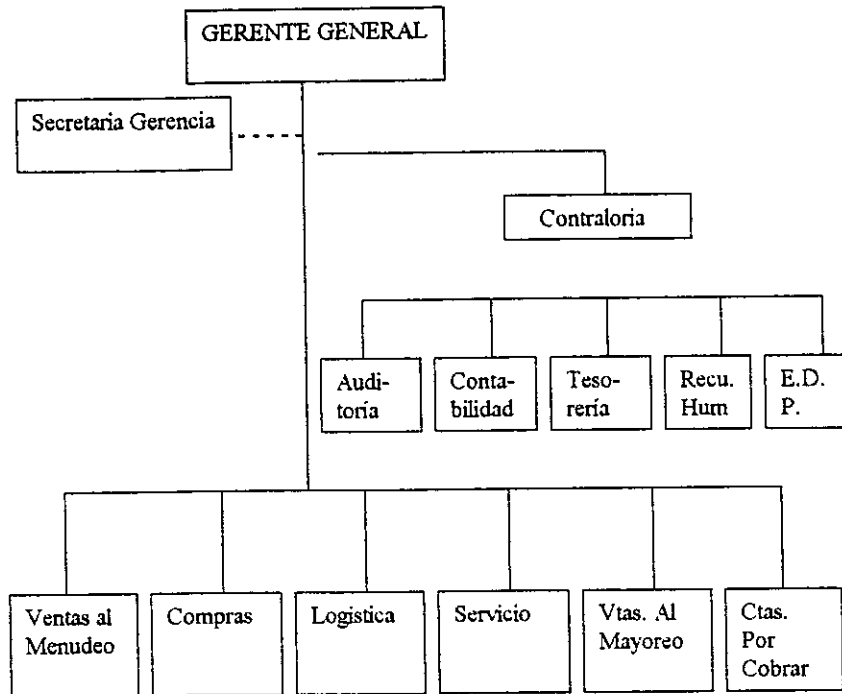 GERENTE GENERAL
Secretaria Gerencia
Contraloria
Audi-
toría
Conta-
bilidad
Teso-
rería
Recu.
Hum
E.D.
P.
Ventas al
Menudeo
Compras
Logistica
Servicio
Vtas. Al
Mayoreo
Ctas.
Por
Cobrar